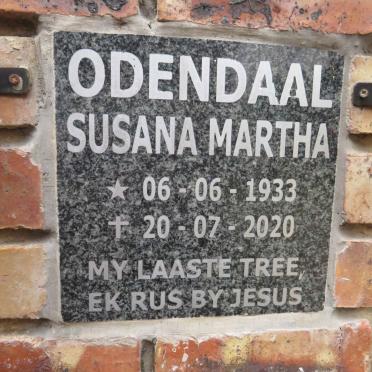 ODENDAAL
SUSANA MARTHA
★ 06 - 06 - 1933
✝ 20 - 07 - 2020
MY LAASTE TREE,
EK RUS BY JESUS